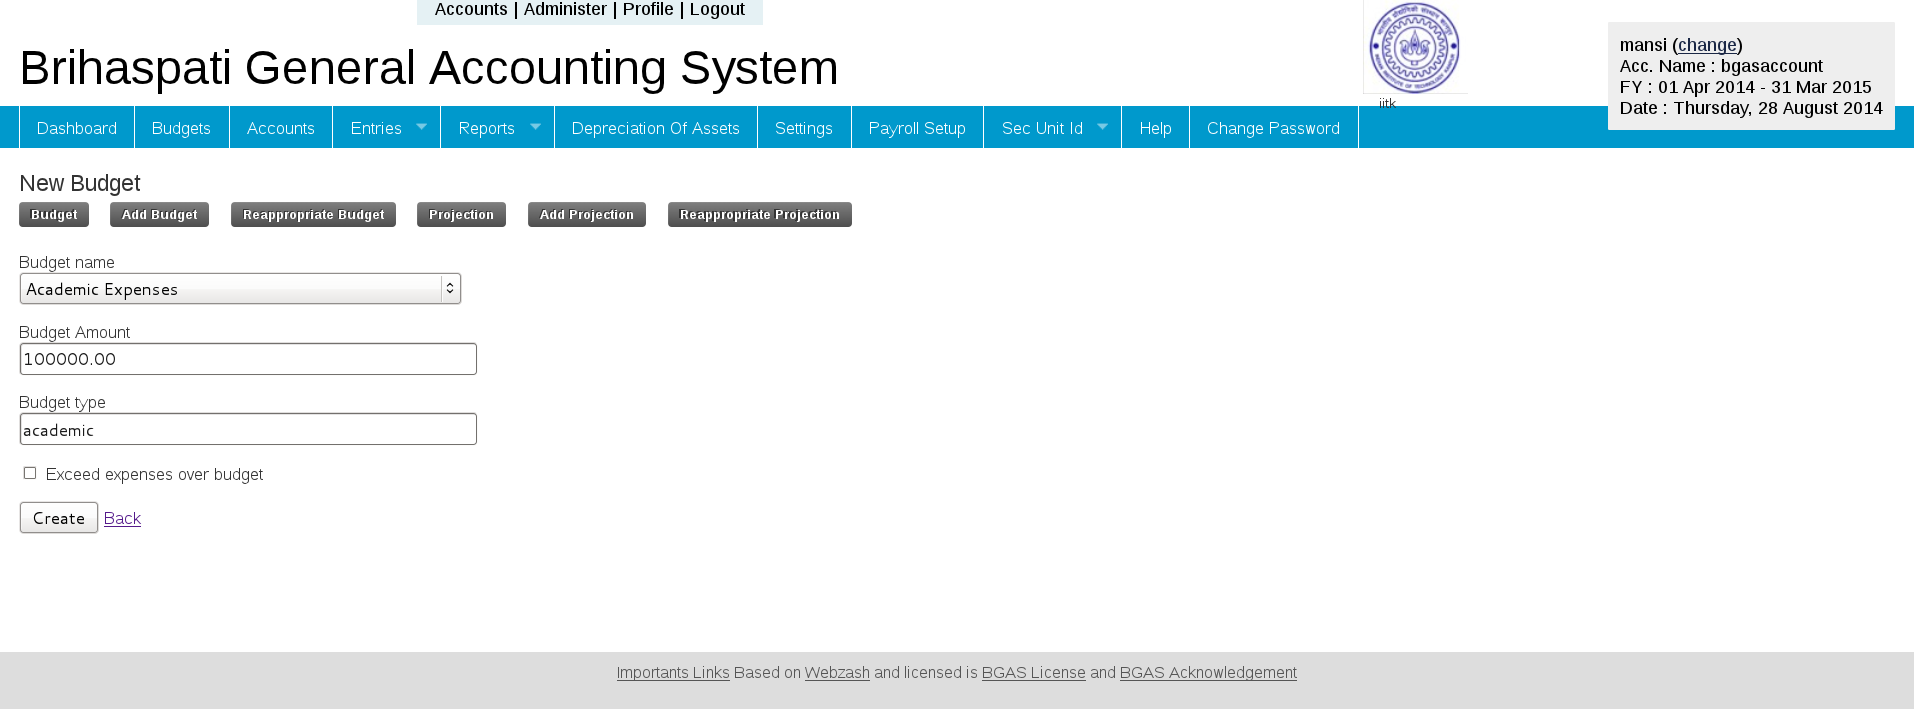 Accounts | Administer | Profile | Logout
Brihaspati General Accounting System
iitk
mansi (change)
Acc. Name : bgasaccount
FY : 01 Apr 2014 - 31 Mar 2015
Date : Thursday, 28 August 2014
Dashboard Budgets Accounts Entries Reports Depreciation Of Assets Settings Payroll Setup Sec Unit Id Help Change Password
New Budget
Budget Add Budget Reappropriate Budget Projection Add Projection Reappropriate Projection
Budget name
Academic Expenses
Budget Amount
100000.00
Budget type
academic
Exceed expenses over budget
Create Back
Importants Links Based on Webzash and licensed is BGAS License and BGAS Acknowledgement